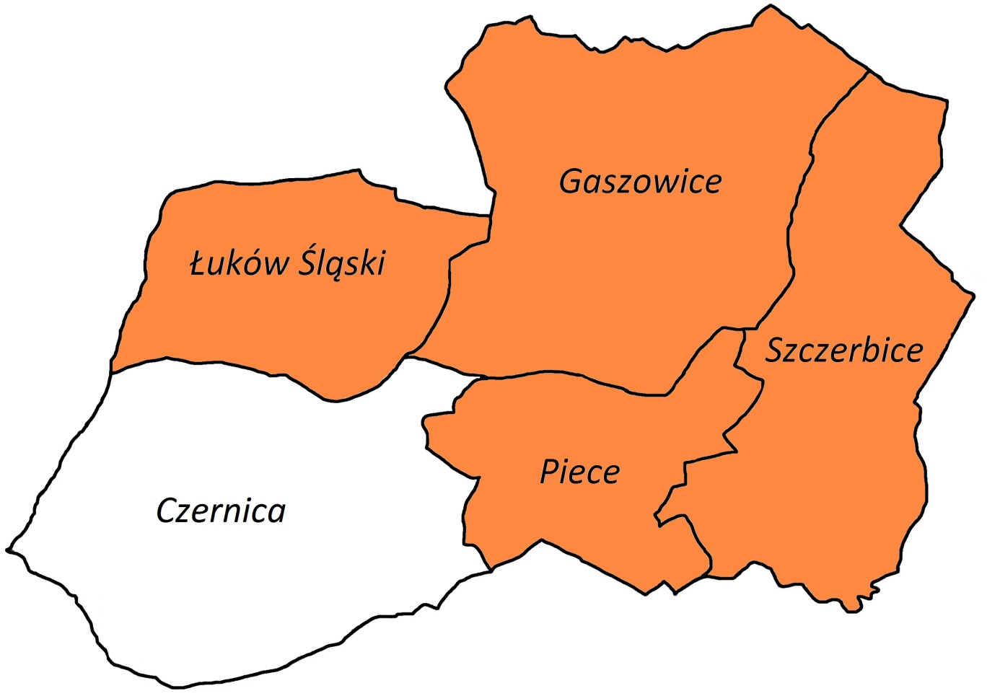 Gaszowice
Łuków Śląski
Szczerbice
Piece
Czernica